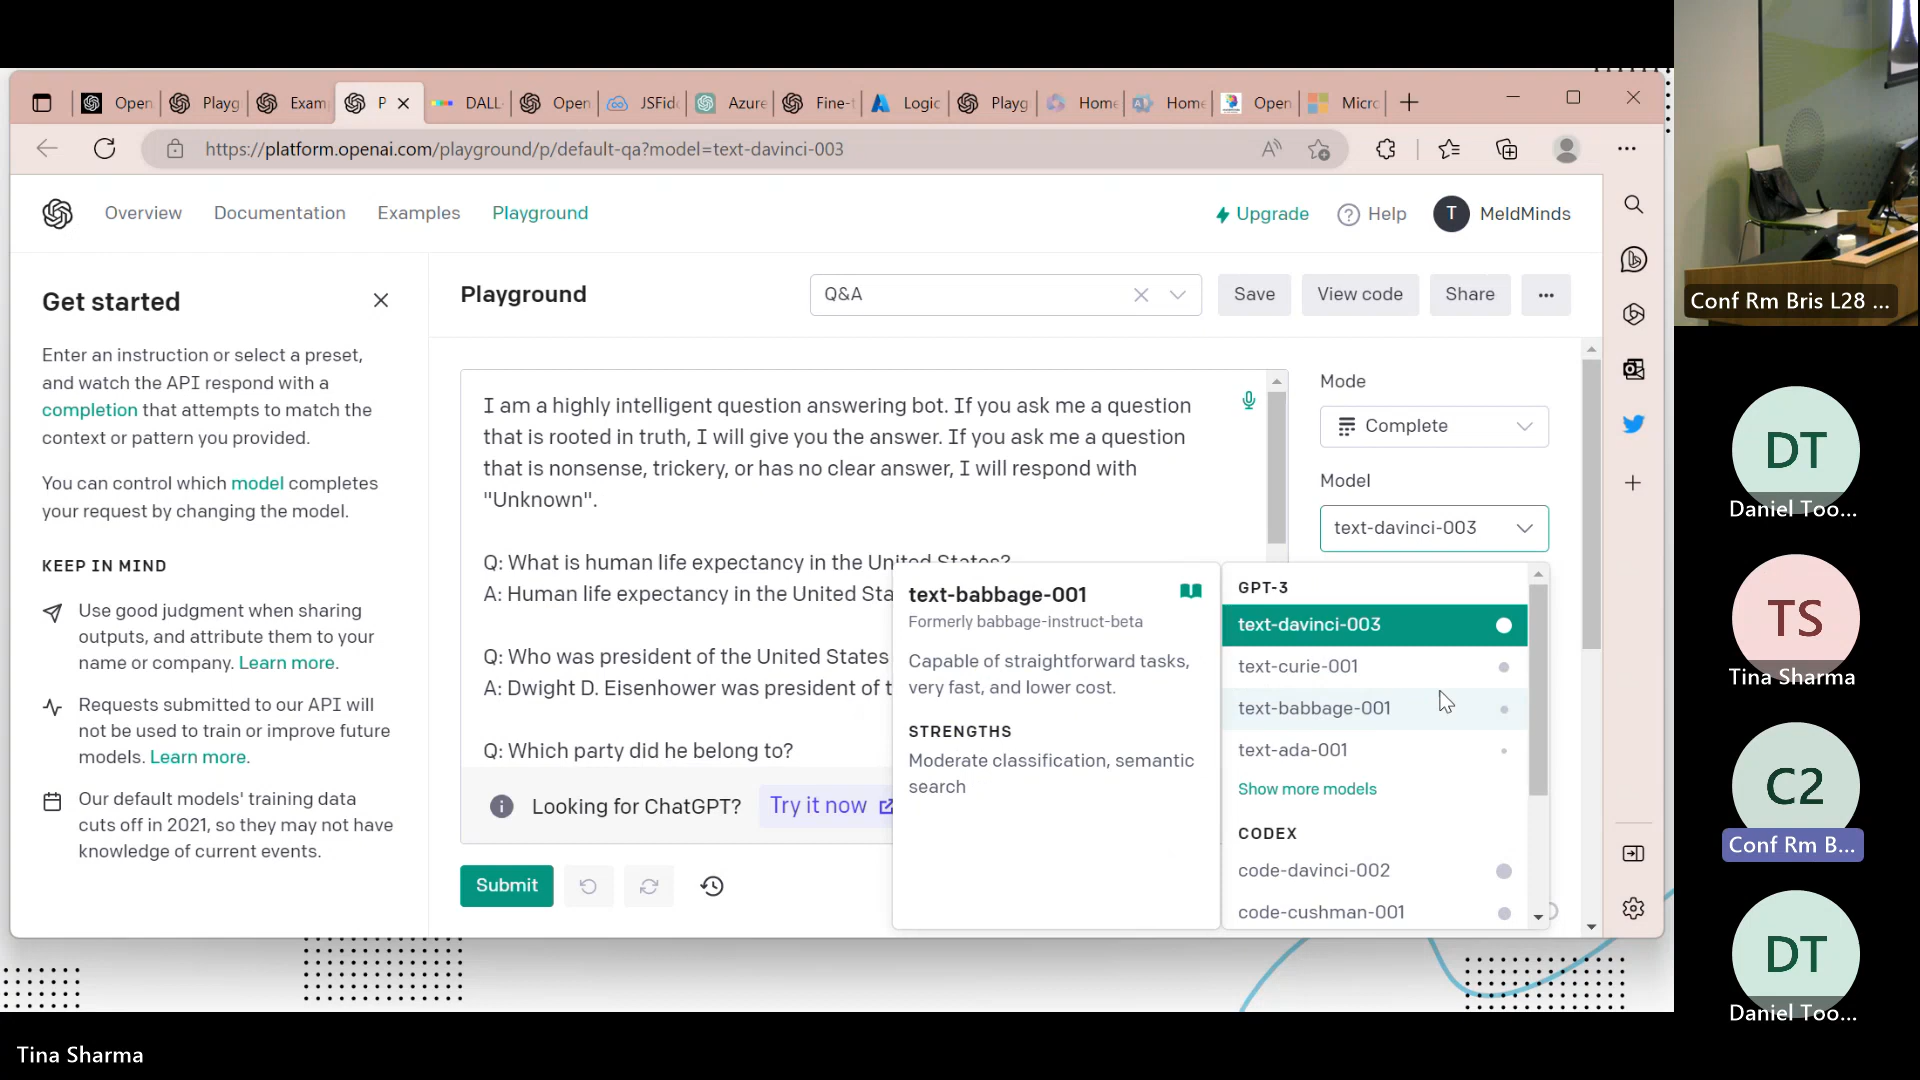 Open
Playg
Exam
P
DALL
Open
JSFid
Azure
Fine-t
Logic
Playg
Home
Home
Open
Micro
https://platform.openai.com/playground/p/default-qa?model=text-davinci-003
Overview
Documentation
Examples
Playground
Upgrade
Help
T
MeldMinds
Get started
Enter an instruction or select a preset,
and watch the API respond with a
completion that attempts to match the
context or pattern you provided.
You can control which model completes
your request by changing the model.
KEEP IN MIND
Use good judgment when sharing
outputs, and attribute them to your
name or company. Learn more.
Requests submitted to our API will
not be used to train or improve future
models. Learn more.
Our default models' training data
cuts off in 2021, so they may not have
knowledge of current events.
Playground
Q&A
Save
View code
Share
I am a highly intelligent question answering bot. If you ask me a question
that is rooted in truth, I will give you the answer. If you ask me a question
that is nonsense, trickery, or has no clear answer, I will respond with
"Unknown".
Q: What is human life expectancy in the United States?
A: Human life expectancy in the United Sta
Q: Who was president of the United States
A: Dwight D. Eisenhower was president of t
Q: Which party did he belong to?
Looking for ChatGPT?
Try it now
Submit
Mode
Complete
Model
text-davinci-003
text-babbage-001
Formerly babbage-instruct-beta
Capable of straightforward tasks,
very fast, and lower cost.
STRENGTHS
Moderate classification, semantic
search
GPT-3
text-davinci-003
text-curie-001
text-babbage-001
text-ada-001
Show more models
CODEX
code-davinci-002
code-cushman-001
Conf Rm Bris L28 ...
DT
Daniel Too...
TS
Tina Sharma
C2
Conf Rm B...
DT
Daniel Too...
Tina Sharma